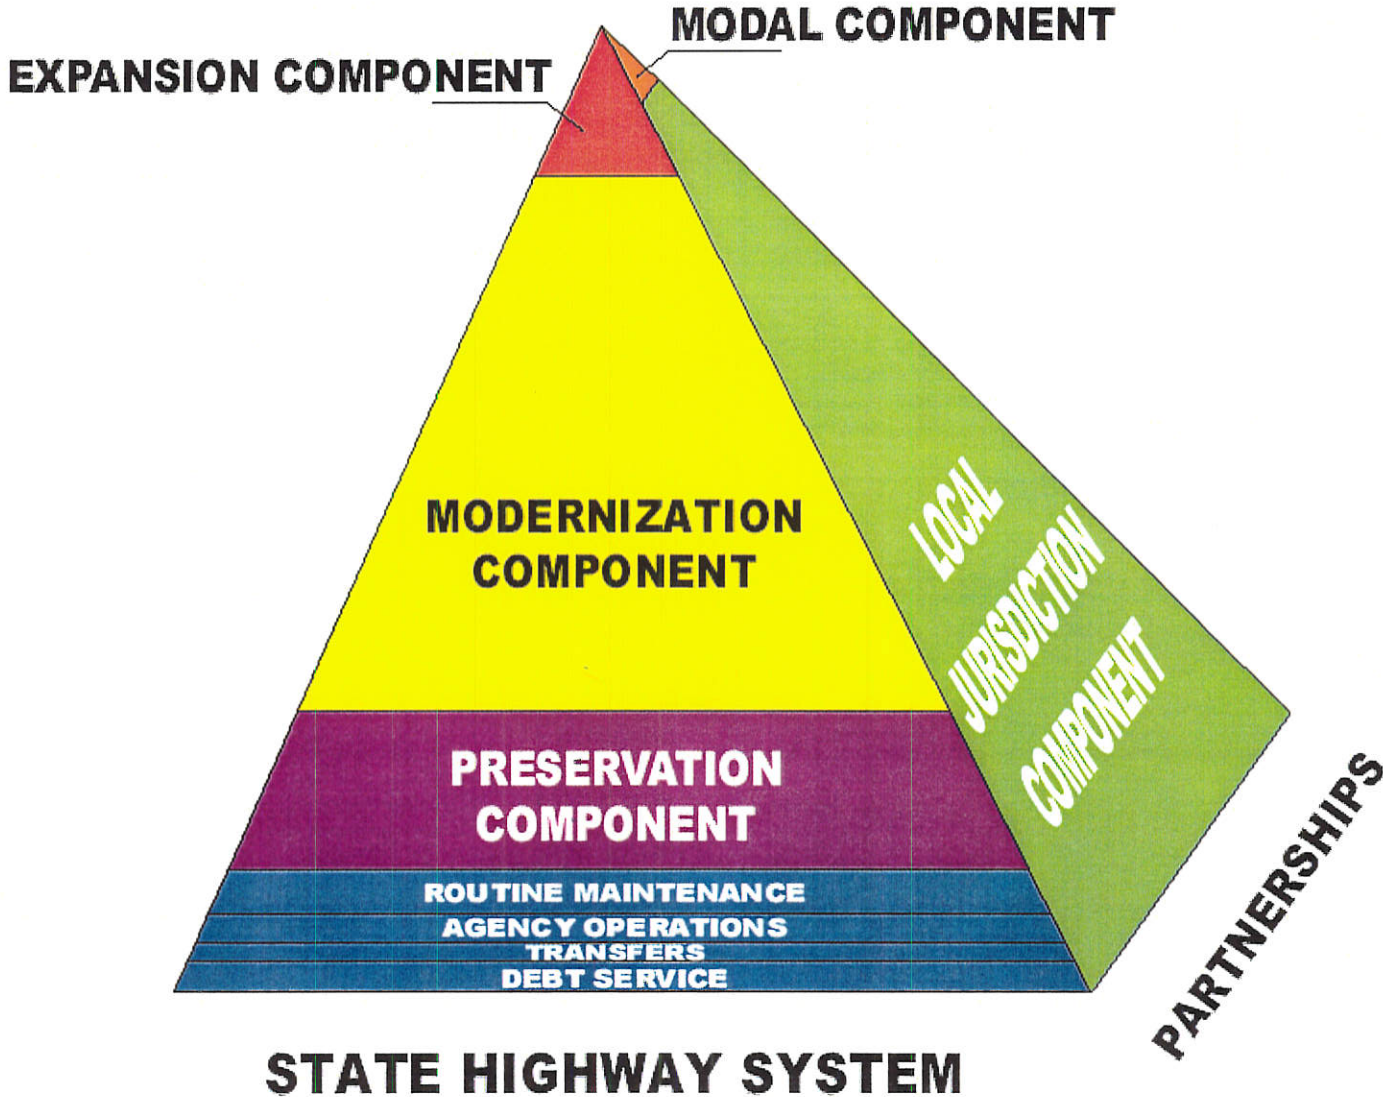 MODAL COMPONENT
EXPANSION COMPONENT
MODERNIZATION
COMPONENT
LOCAL
JURISDICTION
COMPONENT
PRESERVATION
COMPONENT
ROUTINE MAINTENANCE
AGENCY OPERATIONS
TRANSFERS
DEBT SERVICE
PARTNERSHIPS
STATE HIGHWAY SYSTEM